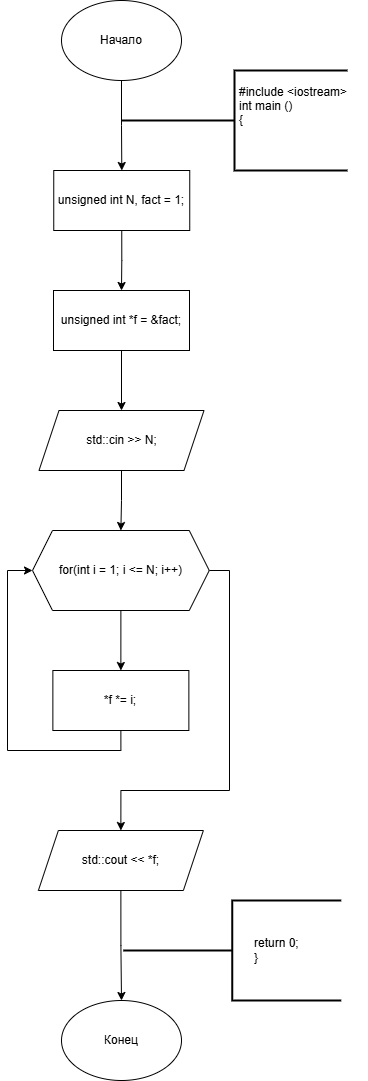 Начало
#include <iostream>
int main ()
{
unsigned int N, fact = 1;
unsigned int *f = &fact;
std::cin >> N;
for(int i = 1; i <= N; i++)
*f *= i;
std::cout << *f;
return 0;
}
Конец